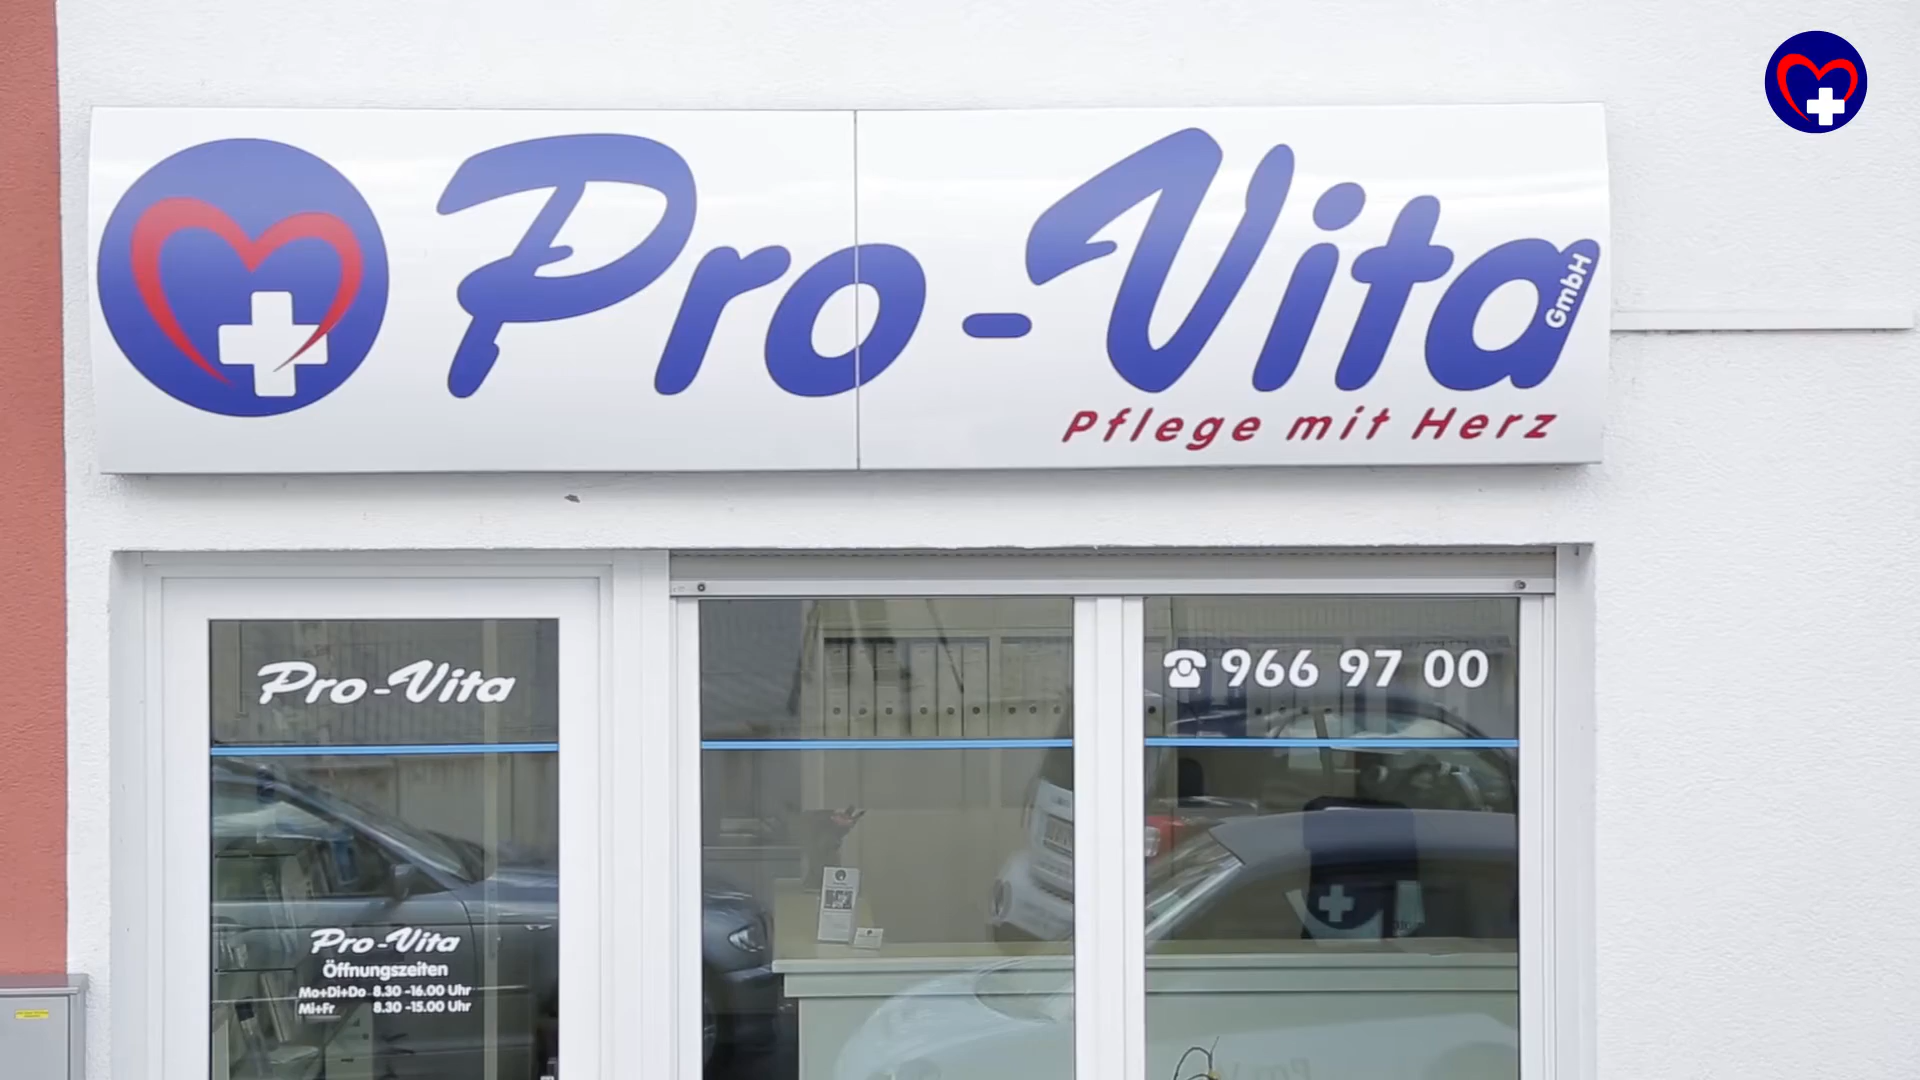 Pro-Vita
GmbH
Pflege mit Herz
Pro-Vita
966 97 00
Pro-Vita
Öffnungszeiten
Mo+Di+Do 8.30 -16.00 Uhr
Mi+Fr 8.30 -15.00 Uhr